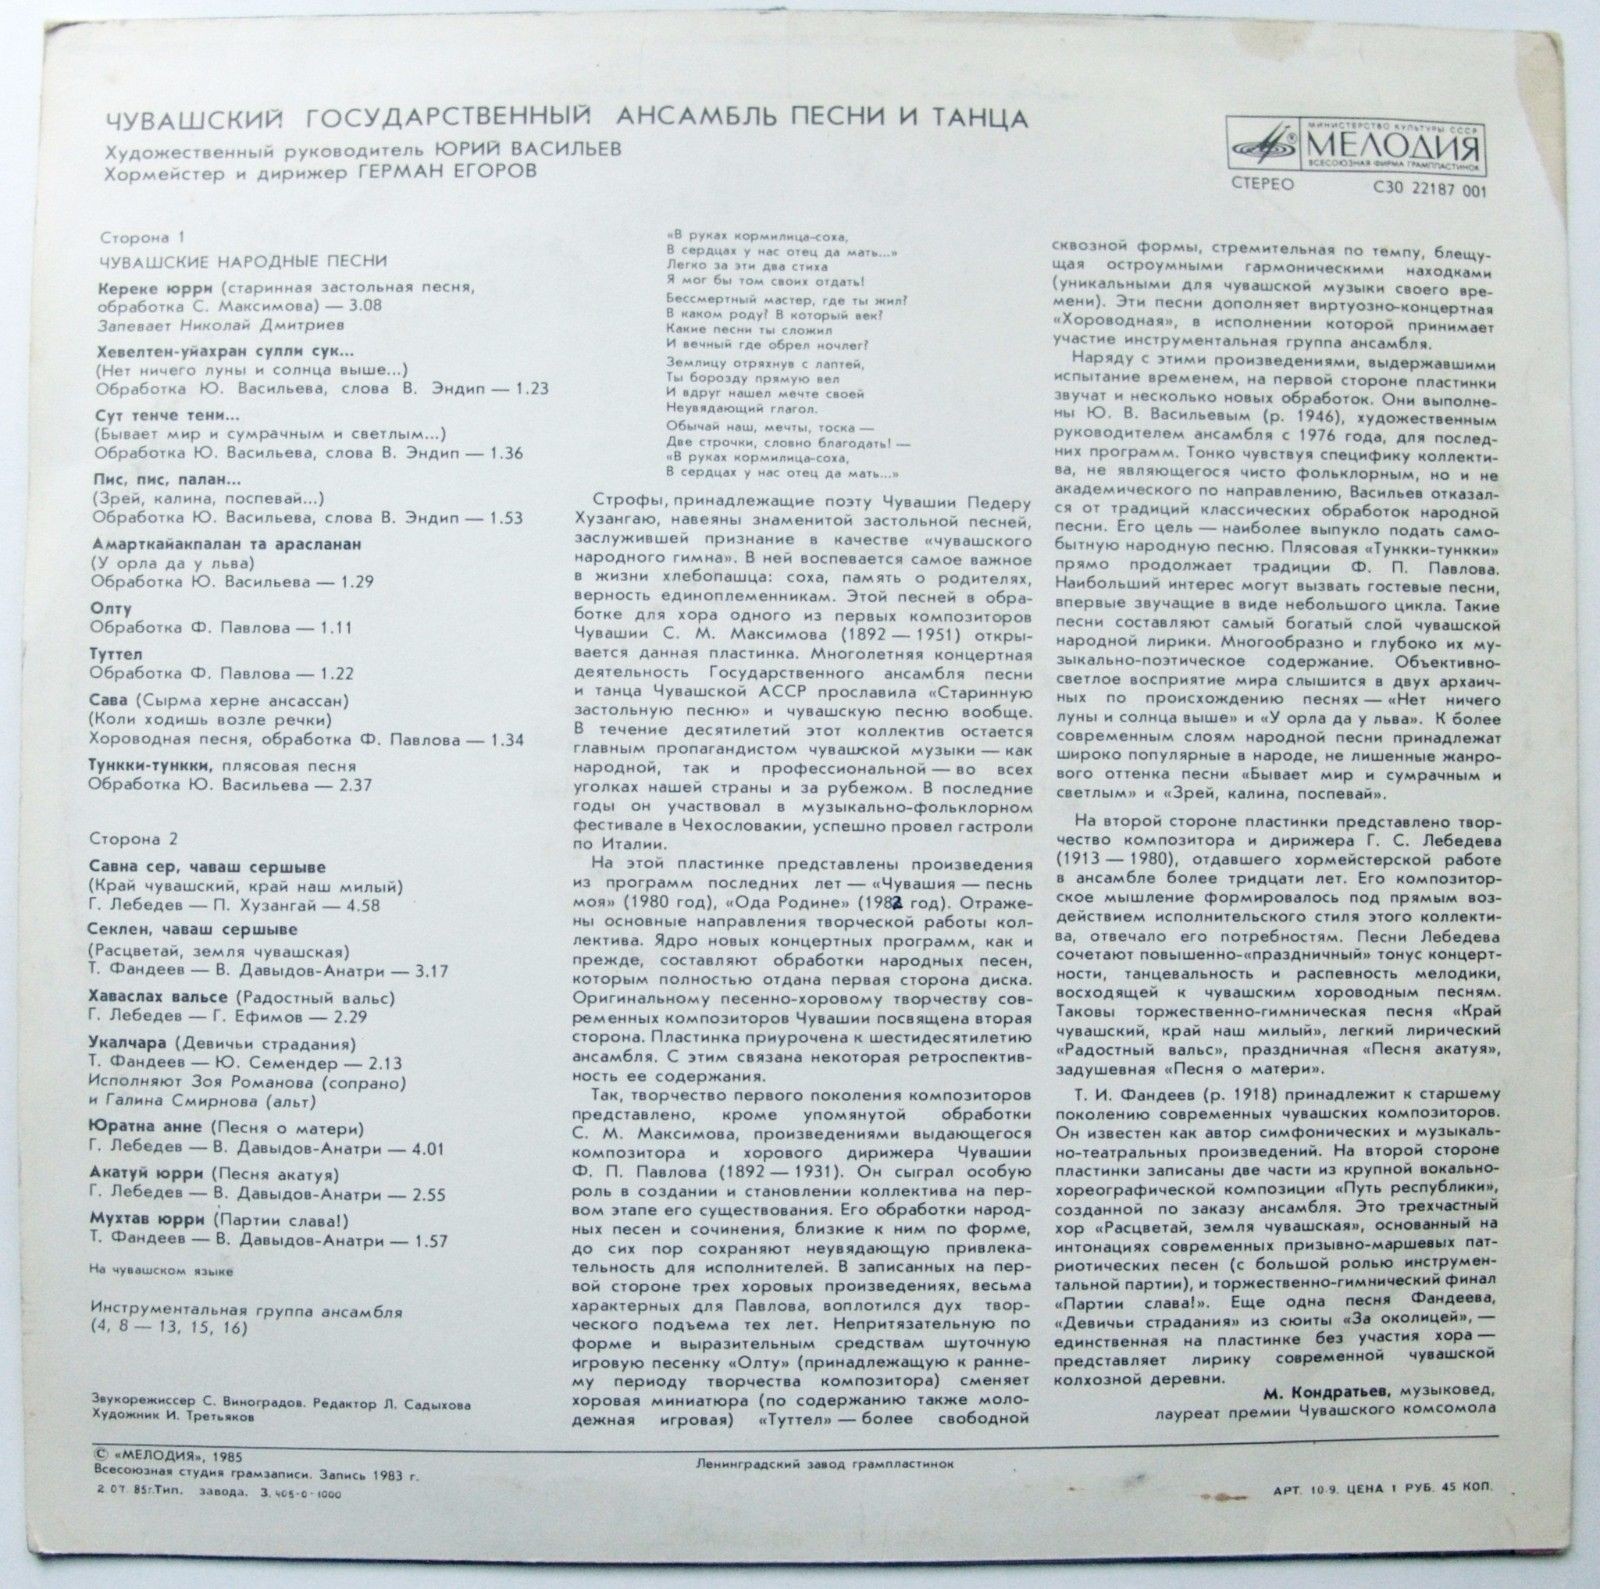 ЧУВАШСКИЙ ГОСУДАРСТВЕННЫЙ АНСАМБЛЬ ПЕСНИ И ТАНЦА
Художественный руководитель ЮРИЙ ВАСИЛЬЕВ
Хормейстер и дирижер ГЕРМАН ЕГОРОВ
МИНИСТЕРСТВО КУЛЬТУРЫ СССР
МЕЛОДИЯ
ВСЕСОЮЗНАЯ ФИРМА ГРАМПЛАСТИНОК
СТЕРЕО С30 22187 001
Сторона 1
ЧУВАШСКИЕ НАРОДНЫЕ ПЕСНИ
Кереке юрри (старинная застольная песня,
обработка С. Максимова) — 3.08
Запевает Николай Дмитриев
Хевелтен-уйахран сулли сук...
(Нет ничего луны и солнца выше...)
Обработка Ю. Васильева, слова В. Эндип — 1.23
Сут тенче тени...
(Бывает мир и сумрачным и светлым...)
Обработка Ю. Васильева, слова В. Эндип — 1.36
Пис, пис, палан...
(Зрей, калина, поспевай...)
Обработка Ю. Васильева, слова В. Эндип — 1.53
Амарткайакпалан та арасланан
(У орла да у льва)
Обработка Ю. Васильева — 1.29
Олту
Обработка Ф. Павлова — 1.11
Туттел
Обработка Ф. Павлова — 1.22
Сава (Сырма херне ансассан)
(Коли ходишь возле речки)
Хороводная песня, обработка Ф. Павлова — 1.34
Тункки-тункки, плясовая песня
Обработка Ю. Васильева — 2.37
Сторона 2
Савна сер, чаваш сершыве
(Край чувашский, край наш милый)
Г. Лебедев — П. Хузангай — 4.58
Секлен, чаваш сершыве
(Расцветай, земля чувашская)
Т. Фандеев — В. Давыдов-Анатри — 3.17
Хаваслах вальсе (Радостный вальс)
Г. Лебедев — Г. Ефимов — 2.29
Укалчара (Девичьи страдания)
Т. Фандеев — Ю. Семендер — 2.13
Исполняют Зоя Романова (сопрано)
и Галина Смирнова (альт)
Юратна анне (Песня о матери)
Г. Лебедев — В. Давыдов-Анатри — 4.01
Акатуй юрри (Песня акатуя)
Г. Лебедев — В. Давыдов-Анатри — 2.55
Мухтав юрри (Партии слава!)
Т. Фандеев — В. Давыдов-Анатри — 1.57
На чувашском языке
Инструментальная группа ансамбля
(4, 8 — 13, 15, 16)
Звукорежиссер С. Виноградов. Редактор Л. Садыхова
Художник И. Третьяков
«В руках кормилица-соха,
В сердцах у нас отец да мать...»
Легко за эти два стиха
Я мог бы том своих отдать!
Бессмертный мастер, где ты жил?
В каком роду? В который век?
Какие песни ты сложил
И вечный где обрел ночлег?
Землицу отряхнув с лаптей,
Ты борозду прямую вел
И вдруг нашел мечте своей
Неувядающий глагол.
Обычай наш, мечты, тоска —
Две строчки, словно благодать! —
«В руках кормилица-соха,
В сердцах у нас отец да мать...»
Строфы, принадлежащие поэту Чувашии Педеру
Хузангаю, навеяны знаменитой застольной песней,
заслужившей признание в качестве «чувашского
народного гимна». В ней воспевается самое важное
в жизни хлебопашца: соха, память о родителях,
верность единоплеменникам. Этой песней в обра-
ботке для хора одного из первых композиторов
Чувашии С. М. Максимова (1892 — 1951) откры-
вается данная пластинка. Многолетняя концертная
деятельность Государственного ансамбля песни
и танца Чувашской АССР прославила «Старинную
застольную песню» и чувашскую песню вообще.
В течение десятилетий этот коллектив остается
главным пропагандистом чувашской музыки — как
народной, так и профессиональной — во всех
уголках нашей страны и за рубежом. В последние
годы он участвовал в музыкально-фольклорном
фестивале в Чехословакии, успешно провел гастроли
по Италии.
На этой пластинке представлены произведения
из программ последних лет — «Чувашия — песнь
моя» (1980 год), «Ода Родине» (1982 год). Отраже-
ны основные направления творческой работы кол-
лектива. Ядро новых концертных программ, как и
прежде, составляют обработки народных песен,
которым полностью отдана первая сторона диска.
Оригинальному песенно-хоровому творчеству сов-
ременных композиторов Чувашии посвящена вторая
сторона. Пластинка приурочена к шестидесятилетию
ансамбля. С этим связана некоторая ретроспектив-
ность ее содержания.
Так, творчество первого поколения композиторов
представлено, кроме упомянутой обработки
С. М. Максимова, произведениями выдающегося
композитора и хорового дирижера Чувашии
Ф. П. Павлова (1892 — 1931). Он сыграл особую
роль в создании и становлении коллектива на пер-
вом этапе его существования. Его обработки народ-
ных песен и сочинения, близкие к ним по форме,
до сих пор сохраняют неувядающую привлека-
тельность для исполнителей. В записанных на пер-
вой стороне трех хоровых произведениях, весьма
характерных для Павлова, воплотился дух твор-
ческого подъема тех лет. Непритязательную по
форме и выразительным средствам шуточную
игровую песенку «Олту» (принадлежащую к ранне-
му периоду творчества композитора) сменяет
хоровая миниатюра (по содержанию также моло-
дежная игровая) «Туттел» — более свободной
сквозной формы, стремительная по темпу, блещу-
щая остроумными гармоническими находками
(уникальными для чувашской музыки своего вре-
мени). Эти песни дополняет виртуозно-концертная
«Хороводная», в исполнении которой принимает
участие инструментальная группа ансамбля.
Наряду с этими произведениями, выдержавшими
испытание временем, на первой стороне пластинки
звучат и несколько новых обработок. Они выполне-
ны Ю. В. Васильевым (р. 1946), художественным
руководителем ансамбля с 1976 года, для послед-
них программ. Тонко чувствуя специфику коллекти-
ва, не являющегося чисто фольклорным, но и не
академического по направлению, Васильев отказал-
ся от традиций классических обработок народной
песни. Его цель — наиболее выпукло подать само-
бытную народную песню. Плясовая «Тункки-тункки»
прямо продолжает традиции Ф. П. Павлова.
Наибольший интерес могут вызвать гостевые песни,
впервые звучащие в виде небольшого цикла. Такие
песни составляют самый богатый слой чувашской
народной лирики. Многообразно и глубоко их му-
зыкально-поэтическое содержание. Объективно-
светлое восприятие мира слышится в двух архаич-
ных по происхождению песнях — «Нет ничего
луны и солнца выше» и «У орла да у льва». К более
современным слоям народной песни принадлежат
широко популярные в народе, не лишенные жанро-
вого оттенка песни «Бывает мир и сумрачным и
светлым» и «Зрей, калина, поспевай».
На второй стороне пластинки представлено твор-
чество композитора и дирижера Г. С. Лебедева
(1913 — 1980), отдавшего хормейстерской работе
в ансамбле более тридцати лет. Его композитор-
ское мышление формировалось под прямым воз-
действием исполнительского стиля этого коллекти-
ва, отвечало его потребностям. Песни Лебедева
сочетают повышенно-«праздничный» тонус концерт-
ности, танцевальность и распевность мелодики,
восходящей к чувашским хороводным песням.
Таковы торжественно-гимническая песня «Край
чувашский, край наш милый», легкий лирический
«Радостный вальс», праздничная «Песня акатуя»,
задушевная «Песня о матери».
Т. И. Фандеев (р. 1918) принадлежит к старшему
поколению современных чувашских композиторов.
Он известен как автор симфонических и музыкаль-
но-театральных произведений. На второй стороне
пластинки записаны две части из крупной вокально-
хореографической композиции «Путь республики»,
созданной по заказу ансамбля. Это трехчастный
хор «Расцветай, земля чувашская», основанный на
интонациях современных призывно-маршевых пат-
риотических песен (с большой ролью инструмен-
тальной партии), и торжественно-гимнический финал
«Партии слава!». Еще одна песня Фандеева,
«Девичьи страдания» из сюиты «За околицей», —
единственная на пластинке без участия хора —
представляет лирику современной чувашской
колхозной деревни.
М. Кондратьев, музыковед,
лауреат премии Чувашского комсомола
© «МЕЛОДИЯ», 1985
Всесоюзная студия грамзаписи. Запись 1983 г.
2.07 85г.Тип. завода. З. 405-0-1000
Ленинградский завод грампластинок
АРТ. 10-9. ЦЕНА 1 РУБ. 45 КОП.